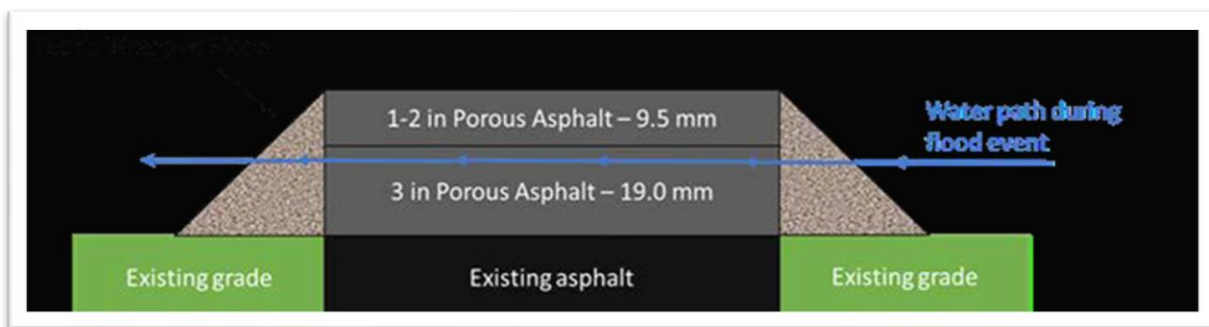 1-2 in Porous Asphalt – 9.5 mm
Water path during
flood event
3 in Porous Asphalt – 19.0 mm
Existing grade
Existing asphalt
Existing grade